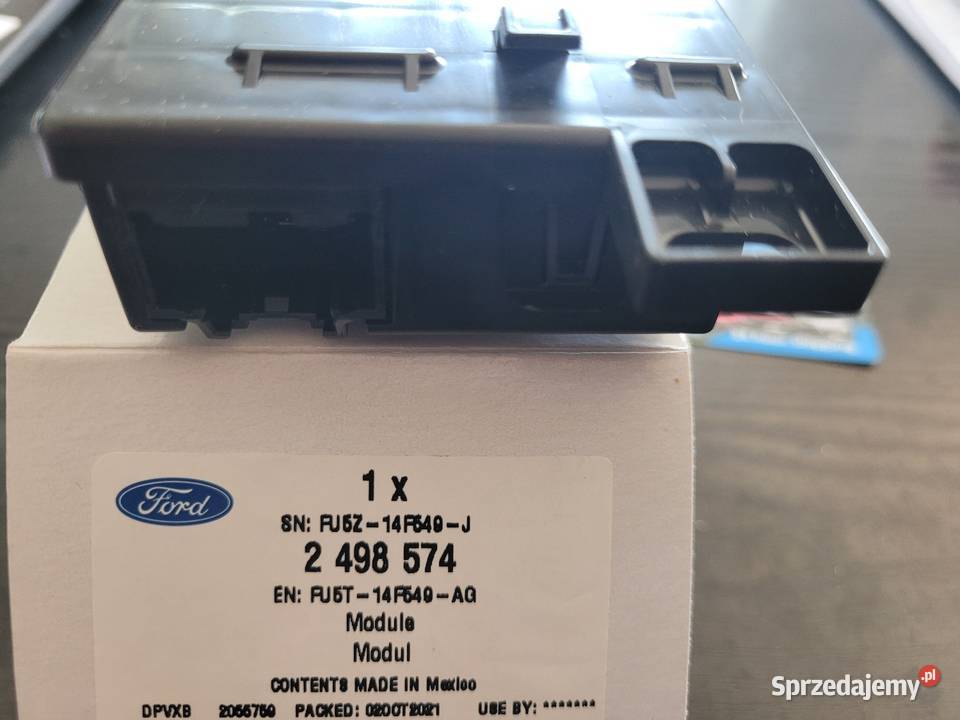 Ford
1 x
SN: FU5Z-14F549-J
2 498 574
EN: FU5T-14F549-AG
Module
Modul
CONTENTS MADE IN Mexico
DPVXB 2055759 PACKED: 02OCT2021 USE BY: *******
Sprzedajemy.pl